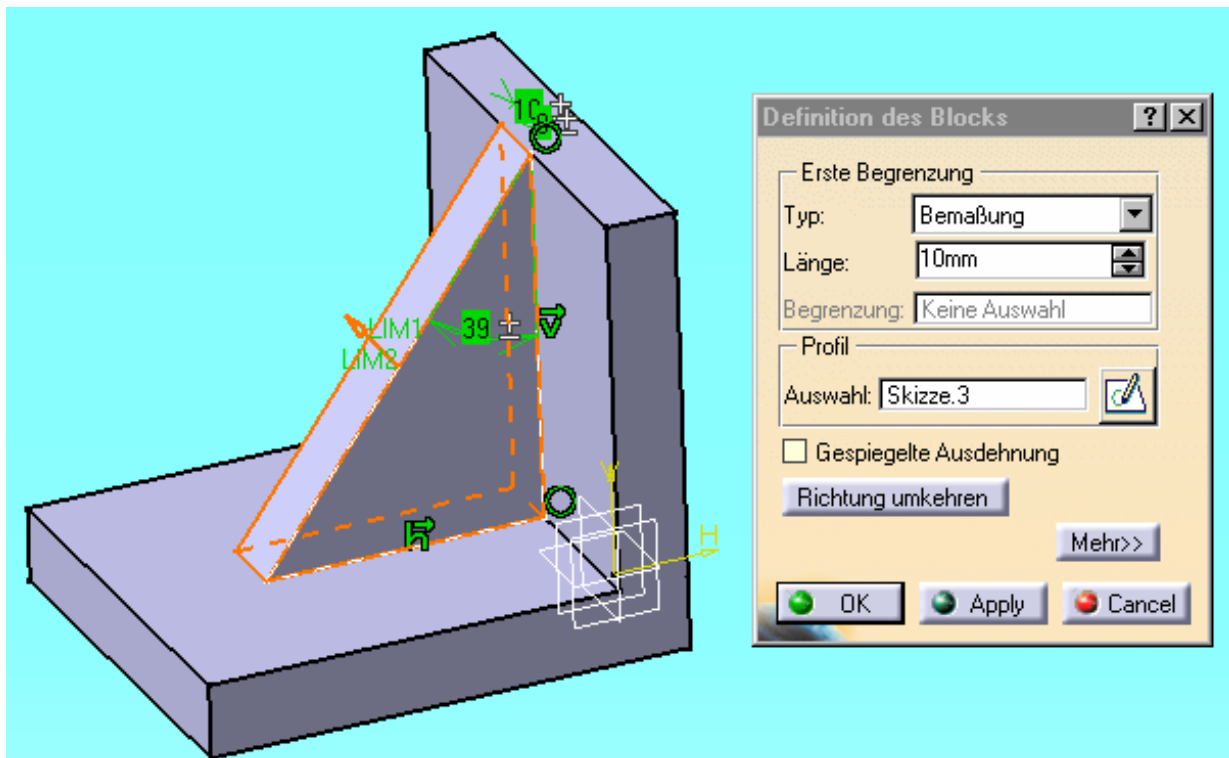 10
LIM1
LIM2
39
V
h
V
H
Definition des Blocks
Erste Begrenzung
Typ: Bemaßung
Länge: 10mm
Begrenzung: Keine Auswahl
Profil
Auswahl: Skizze.3
Gespiegelte Ausdehnung
Richtung umkehren
Mehr>>
OK Apply Cancel